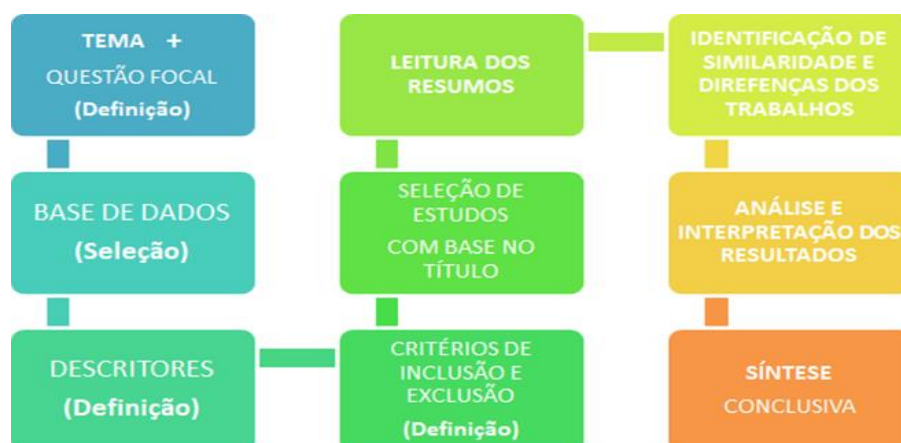 TEMA +
QUESTÃO FOCAL
(Definição)
BASE DE DADOS
(Seleção)
DESCRITORES
(Definição)
CRITÉRIOS DE
INCLUSÃO E
EXCLUSÃO
(Definição)
SELEÇÃO DE
ESTUDOS
COM BASE NO
TÍTULO
LEITURA DOS
RESUMOS
IDENTIFICAÇÃO DE
SIMILARIDADE E
DIREFENÇAS DOS
TRABALHOS
ANÁLISE E
INTERPRETAÇÃO DOS
RESULTADOS
SÍNTESE
CONCLUSIVA